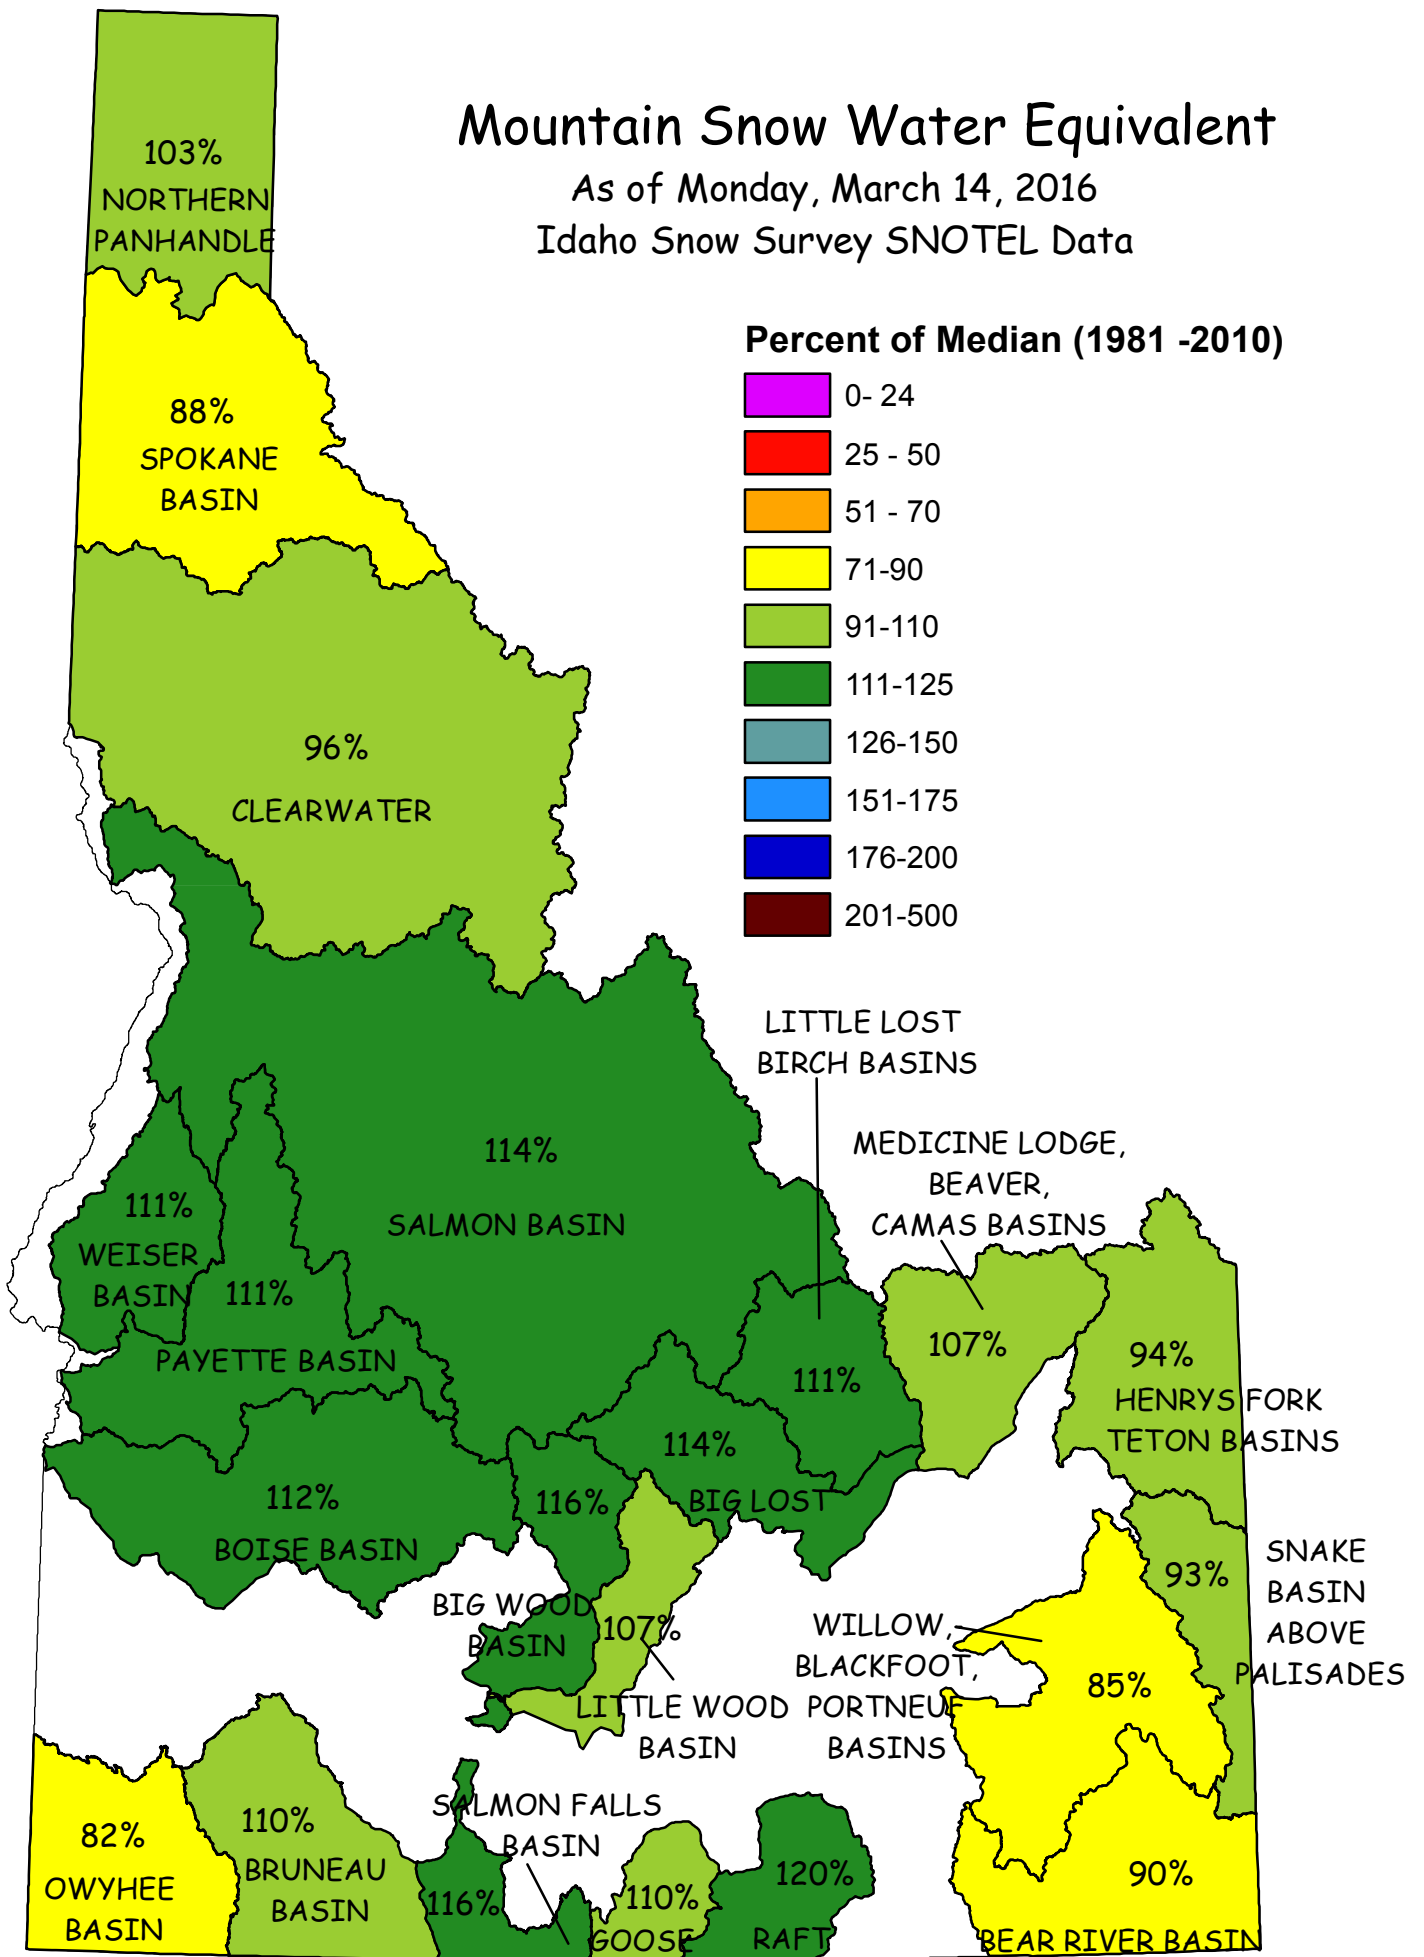 Mountain Snow Water Equivalent
As of Monday, March 14, 2016
Idaho Snow Survey SNOTEL Data
Percent of Median (1981 -2010)
0- 24
25 - 50
51 - 70
71-90
91-110
111-125
126-150
151-175
176-200
201-500
103%
NORTHERN
PANHANDLE
88%
SPOKANE
BASIN
96%
CLEARWATER
114%
SALMON BASIN
LITTLE LOST
BIRCH BASINS
111%
MEDICINE LODGE,
BEAVER,
CAMAS BASINS
107%
94%
HENRYS FORK
TETON BASINS
111%
WEISER
BASIN
111%
PAYETTE BASIN
112%
BOISE BASIN
116%
BIG WOOD
BASIN
114%
BIG LOST
107%
LITTLE WOOD
BASIN
WILLOW,
BLACKFOOT,
PORTNEUF
BASINS
85%
93%
SNAKE
BASIN
ABOVE
PALISADES
82%
OWYHEE
BASIN
110%
BRUNEAU
BASIN
SALMON FALLS
BASIN
116%
110%
GOOSE
120%
RAFT
90%
BEAR RIVER BASIN